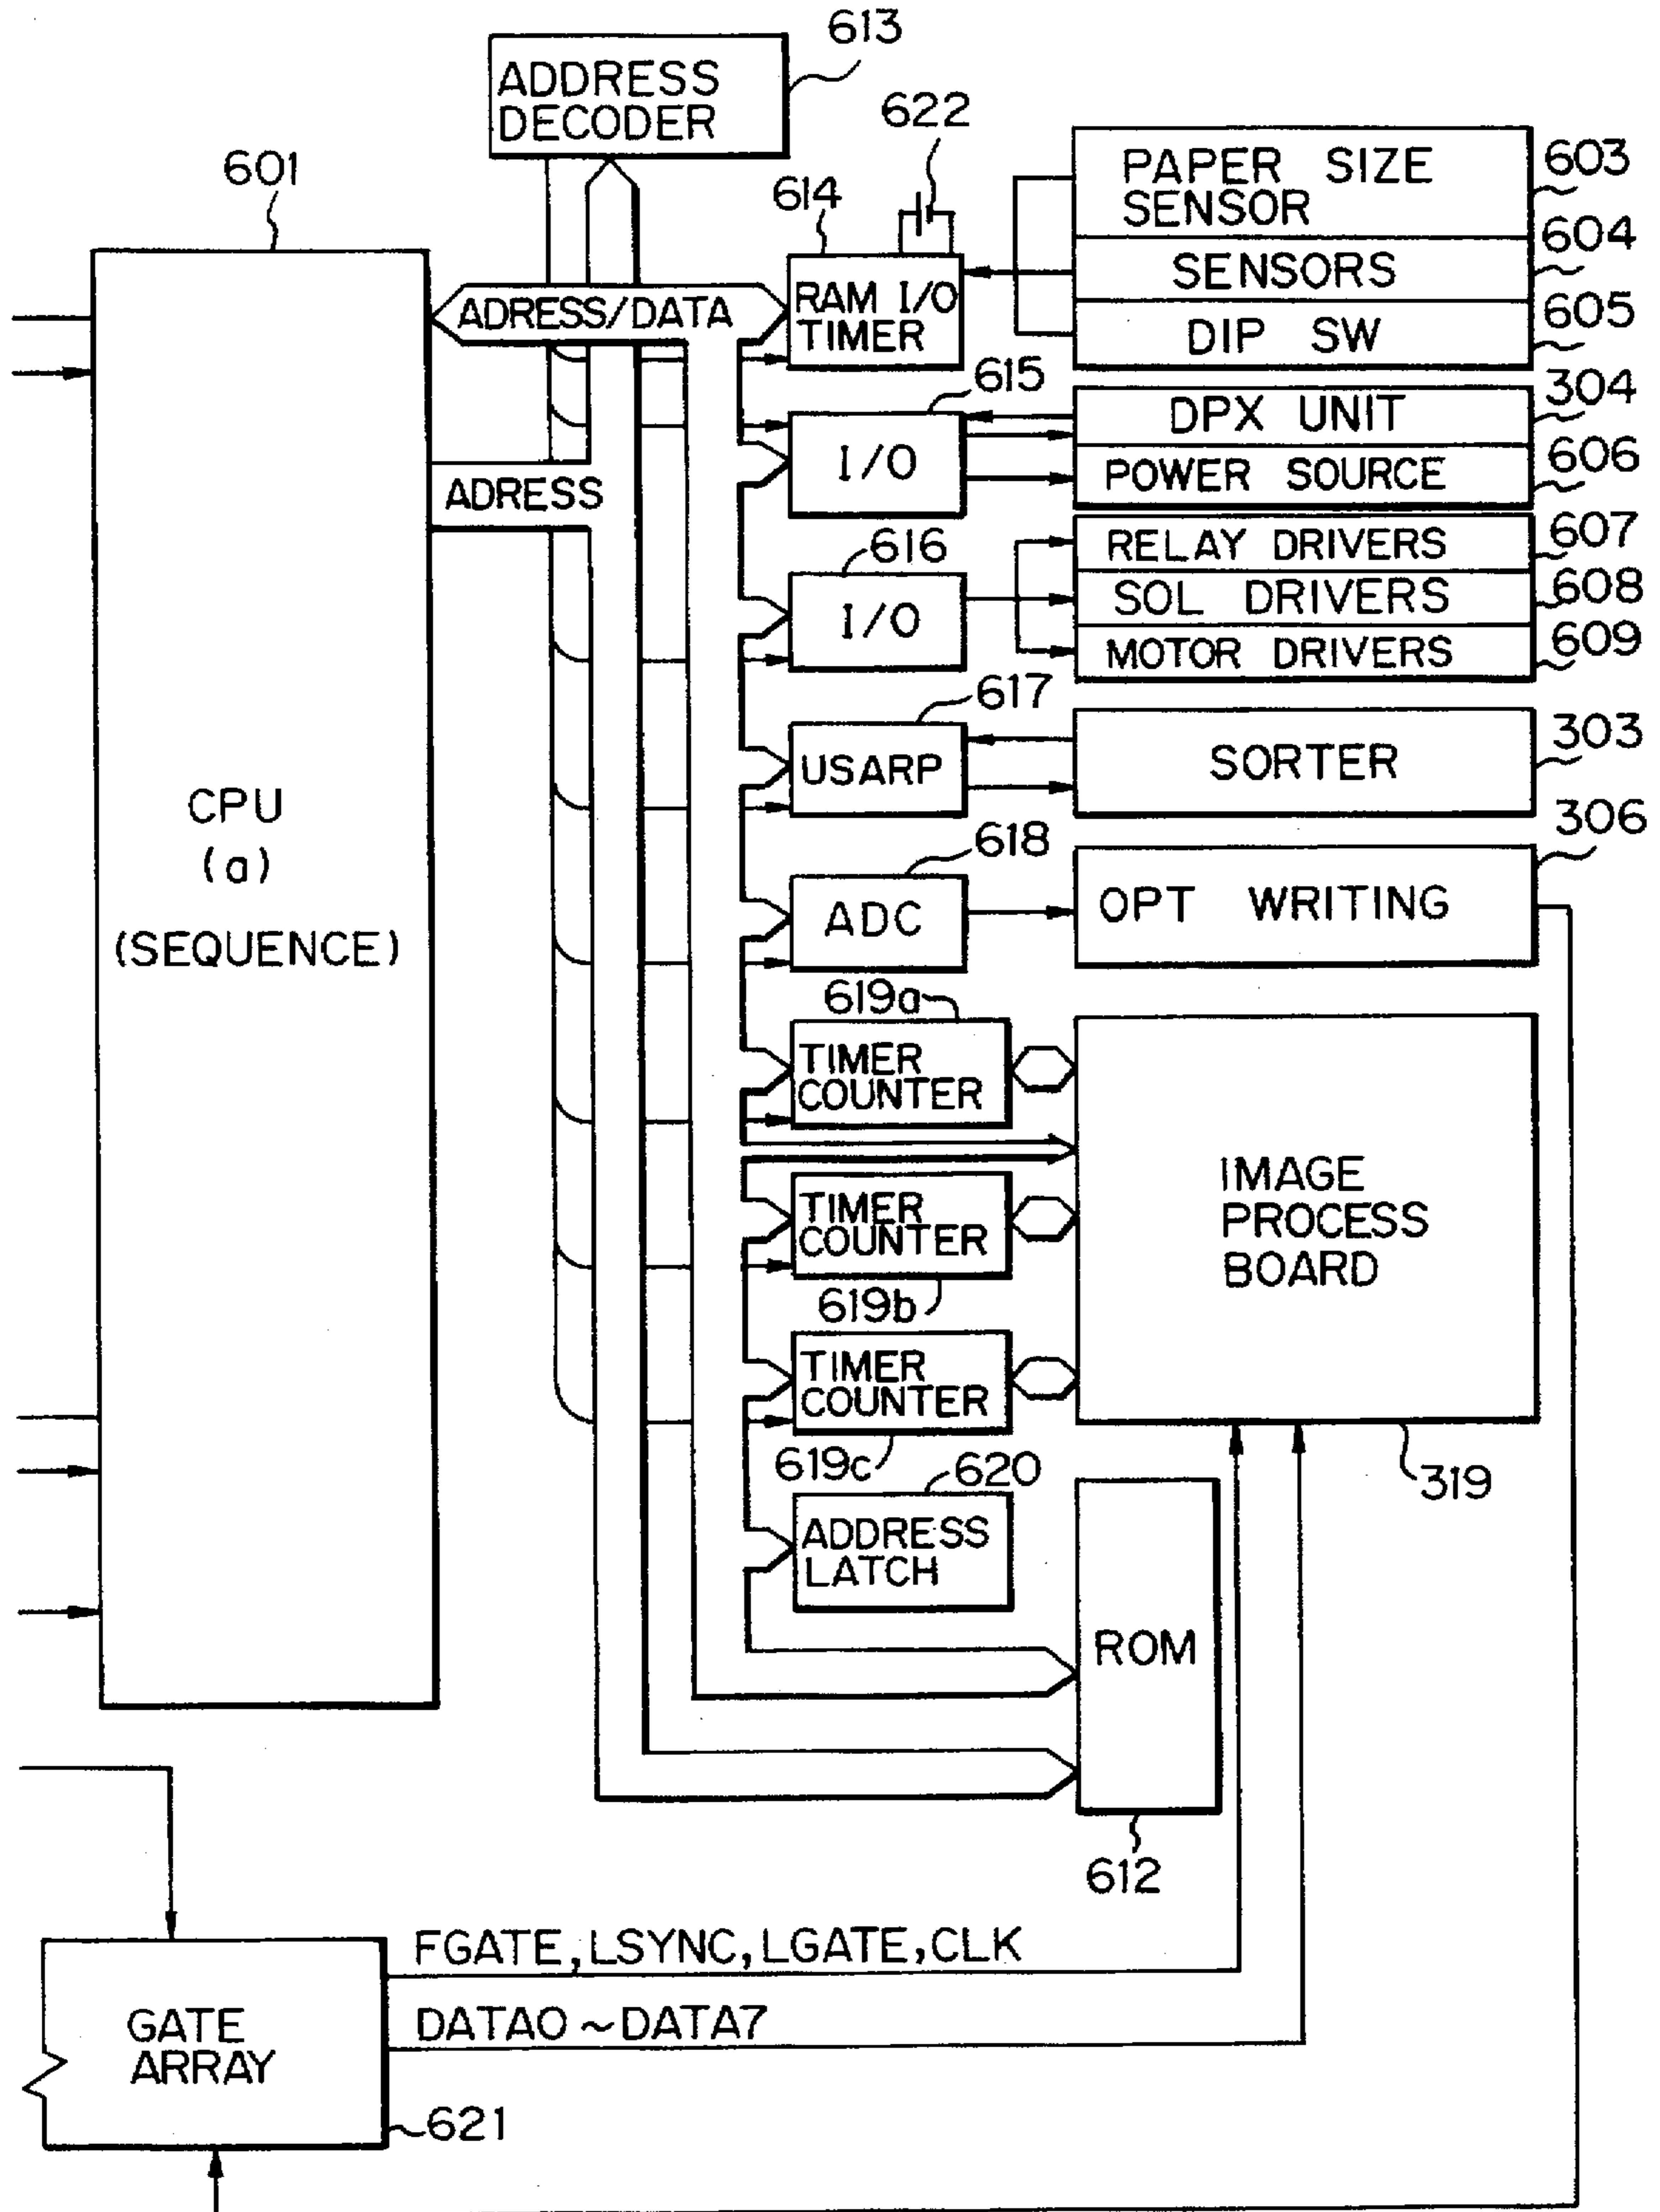 613
ADDRESS
DECODER
622
601
614
PAPER SIZE
SENSOR
603
604
SENSORS
RAM I/O
TIMER
ADRESS/DATA
605
DIP SW
615
304
DPX UNIT
I/O
606
POWER SOURCE
ADRESS
616
607
RELAY DRIVERS
608
SOL DRIVERS
I/O
609
MOTOR DRIVERS
617
303
USARP
SORTER
CPU
(a)
(SEQUENCE)
306
618
ADC
OPT WRITING
619a
TIMER
COUNTER
IMAGE
PROCESS
BOARD
TIMER
COUNTER
619b
TIMER
COUNTER
619c
620
319
ADDRESS
LATCH
ROM
612
FGATE,LSYNC,LGATE,CLK
GATE
ARRAY
DATA0~DATA7
621